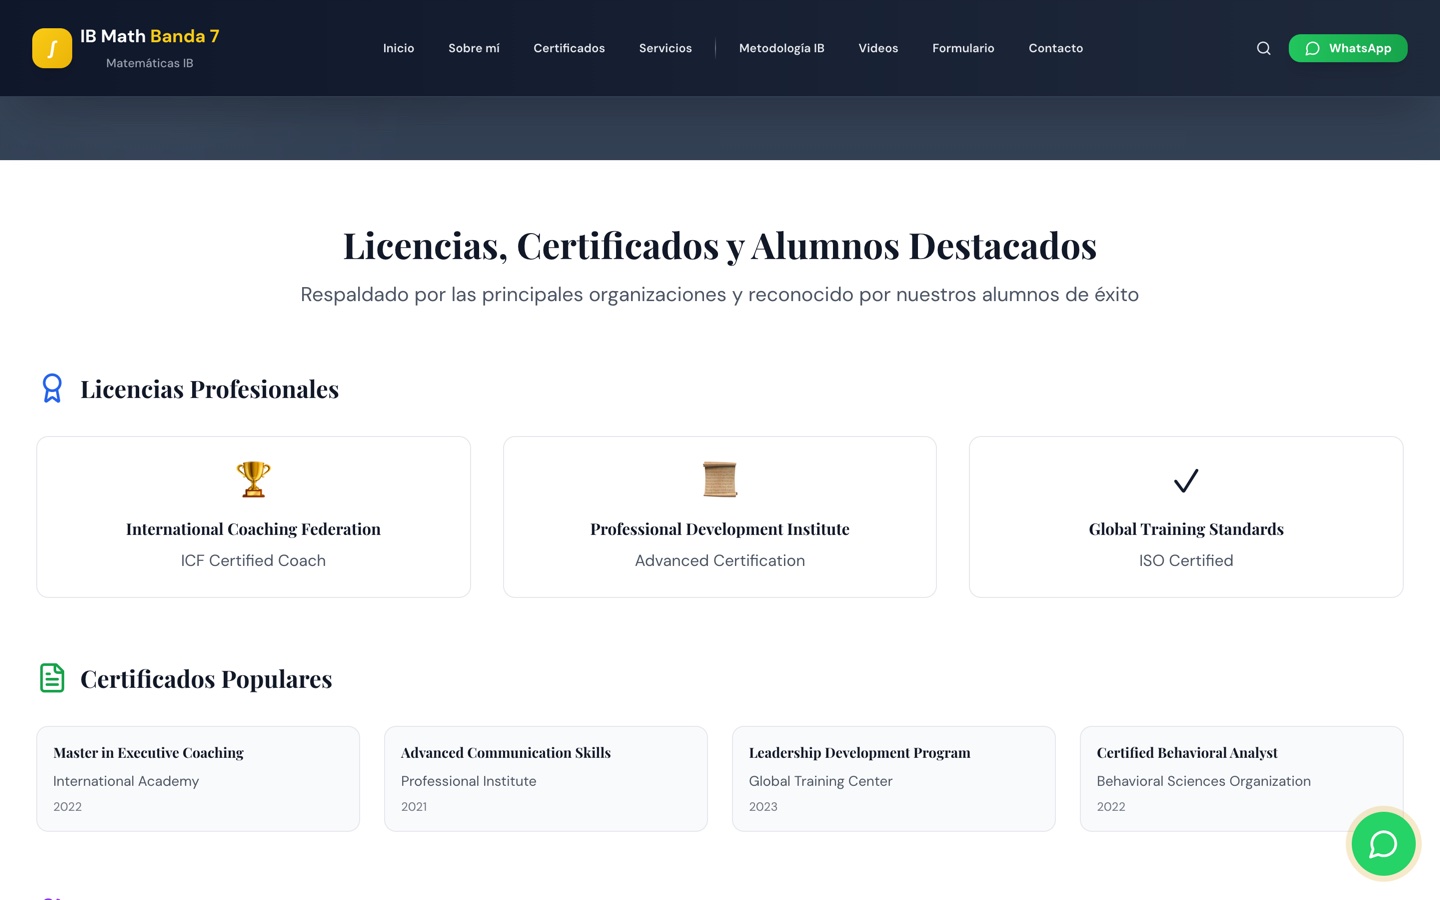 ∫
IB Math Banda 7
Matemáticas IB
Inicio
Sobre mí
Certificados
Servicios
Metodología IB
Videos
Formulario
Contacto
WhatsApp
Licencias, Certificados y Alumnos Destacados
Respaldado por las principales organizaciones y reconocido por nuestros alumnos de éxito
Licencias Profesionales
International Coaching Federation
ICF Certified Coach
Professional Development Institute
Advanced Certification
Global Training Standards
ISO Certified
Certificados Populares
Master in Executive Coaching
International Academy
2022
Advanced Communication Skills
Professional Institute
2021
Leadership Development Program
Global Training Center
2023
Certified Behavioral Analyst
Behavioral Sciences Organization
2022